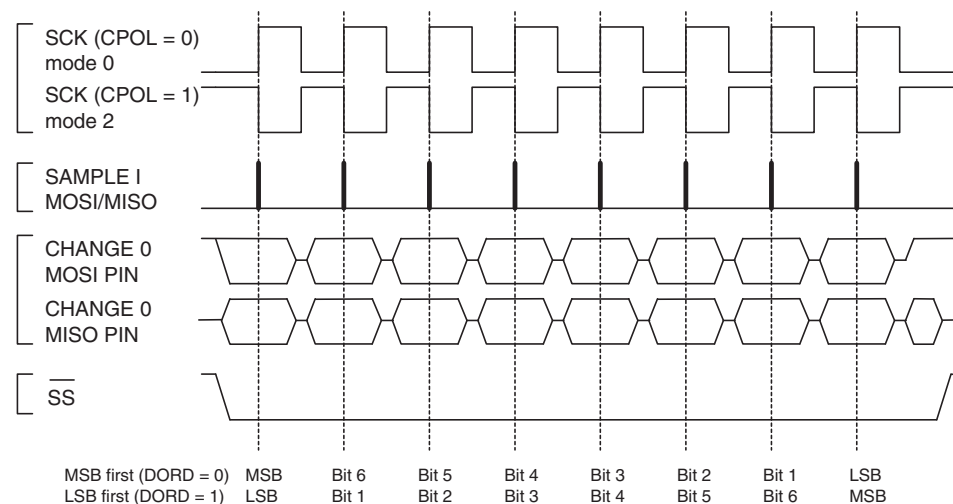 SCK (CPOL = 0)
mode 0
SCK (CPOL = 1)
mode 2
SAMPLE I
MOSI/MISO
CHANGE 0
MOSI PIN
CHANGE 0
MISO PIN
SS
MSB first (DORD = 0) MSB Bit 6 Bit 5 Bit 4 Bit 3 Bit 2 Bit 1 LSB
LSB first (DORD = 1) LSB Bit 1 Bit 2 Bit 3 Bit 4 Bit 5 Bit 6 MSB